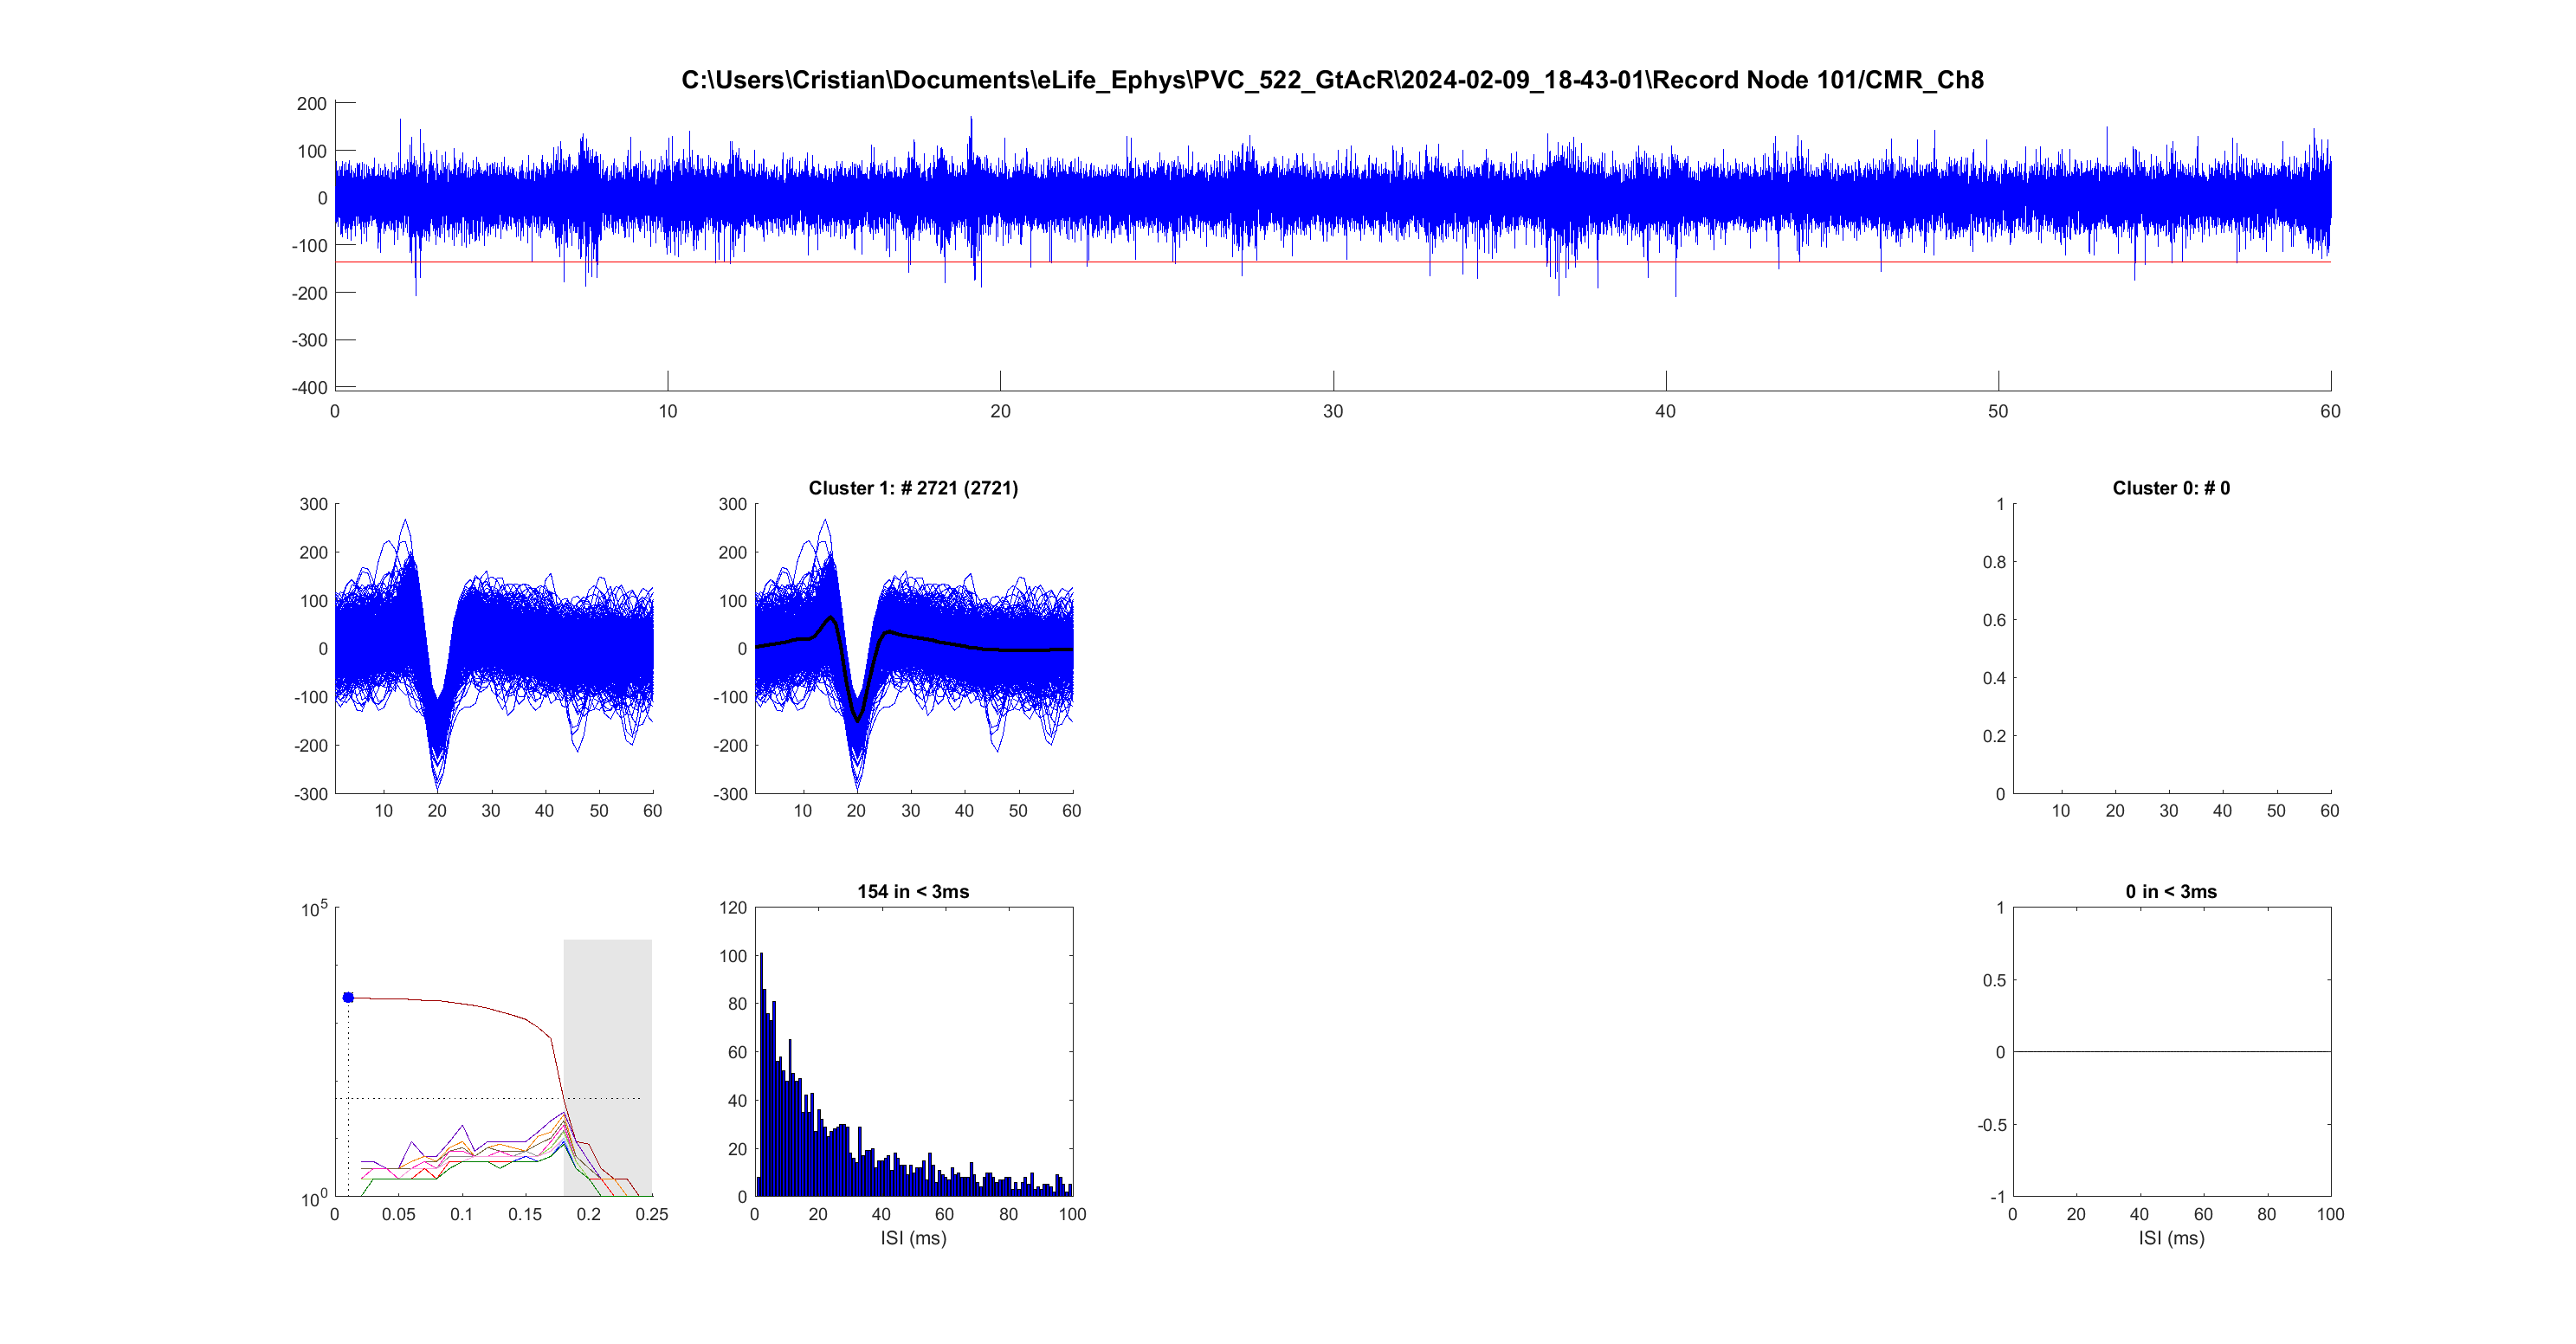 C:\Users\Cristian\Documents\eLife_Ephys\PVC_522_GtAcR\2024-02-09_18-43-01\Record Node 101/CMR_Ch8
200
100
0
-100
-200
-300
-400
0 10 20 30 40 50 60
Cluster 1: # 2721 (2721)
Cluster 0: # 0
300
200
100
0
-100
-200
-300
10 20 30 40 50 60
300
200
100
0
-100
-200
-300
10 20 30 40 50 60
1
0.8
0.6
0.4
0.2
0
10 20 30 40 50 60
154 in < 3ms
0 in < 3ms
10^5
10^0
0 0.05 0.1 0.15 0.2 0.25
120
100
80
60
40
20
0
0 20 40 60 80 100
ISI (ms)
1
0.5
0
-0.5
-1
0 20 40 60 80 100
ISI (ms)